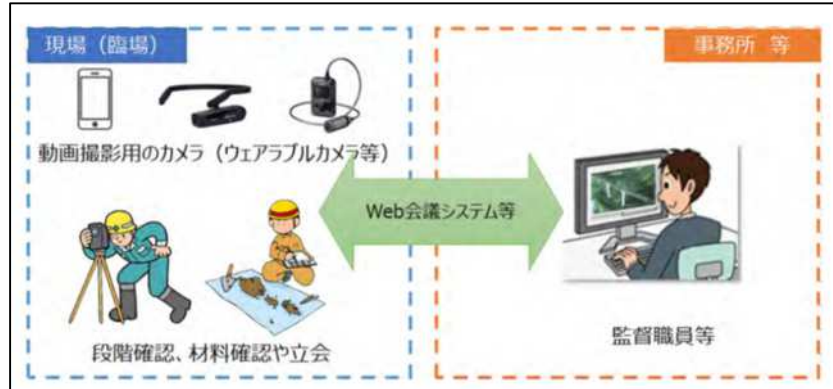 現場（臨場）
動画撮影用のカメラ（ウェアラブルカメラ等）
段階確認、材料確認や立会
Web会議システム等
事務所 等
監督職員等